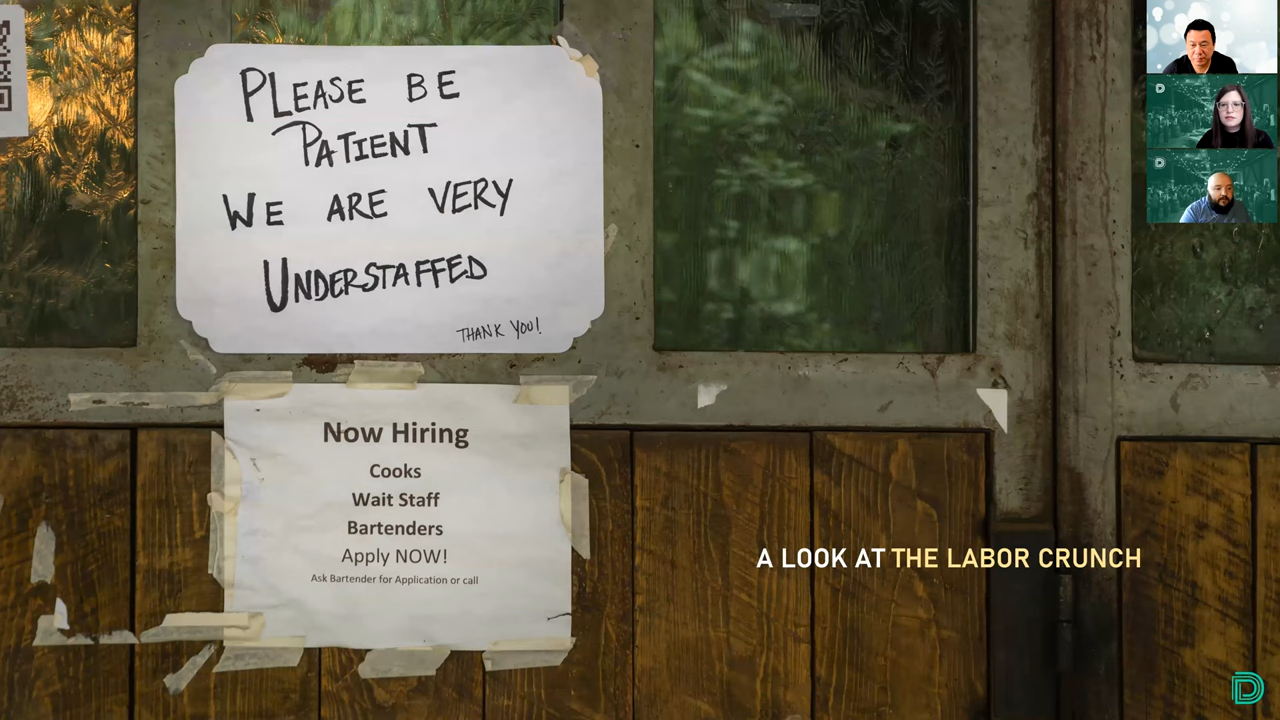 PLEASE BE
PATIENT
WE ARE VERY
UNDERSTAFFED
THANK YOU!
Now Hiring
Cooks
Wait Staff
Bartenders
Apply NOW!
Ask Bartender for Application or call
A LOOK AT THE LABOR CRUNCH